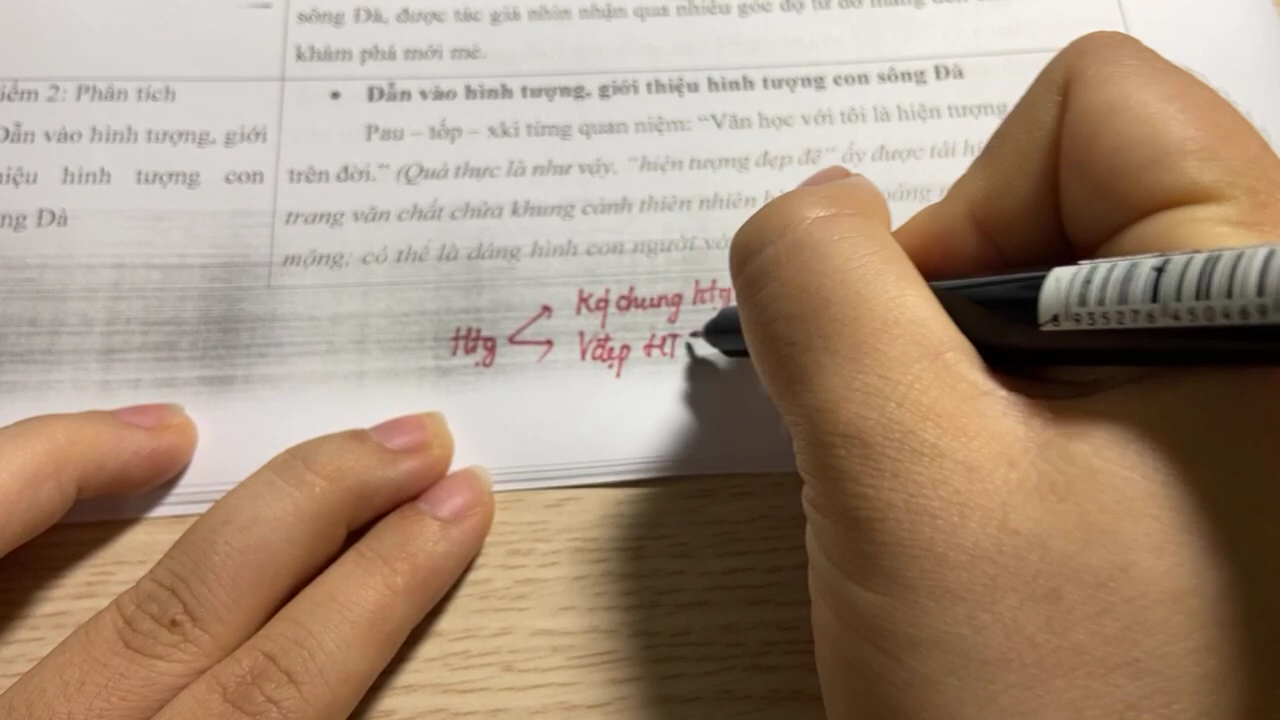 sông Đà, được tác giả nhìn nhận qua nhiều góc độ từ đó mang đến
khám phá mới mẻ.
iểm 2: Phân tích
Dẫn vào hình tượng, giới
hiệu hình tượng con
ng Đà
• Dẫn vào hình tượng, giới thiệu hình tượng con sông Đà
Pau – tốp – xki từng quan niệm: “Văn học với tôi là hiện tượng
trên đời.” (Quả thực là như vậy, “hiện tượng đẹp đẽ” ấy được tái hi
trang văn chất chứa khung cảnh thiên nhiên
mộng; có thể là dáng hình con người
Htg
Kq chung htg
Vđẹp HT
935276 450469